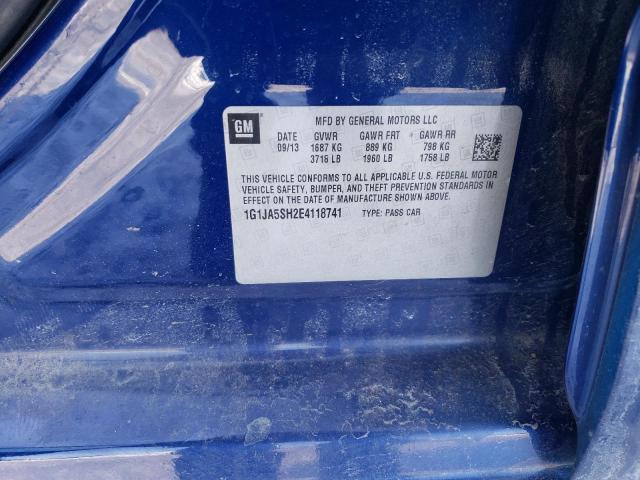 GM
MFD BY GENERAL MOTORS LLC
DATE GVWR GAWR FRT GAWR RR
09/13 1687 KG 889 KG 798 KG
3718 LB 1960 LB 1758 LB
THIS VEHICLE CONFORMS TO ALL APPLICABLE U.S. FEDERAL MOTOR
VEHICLE SAFETY, BUMPER, AND THEFT PREVENTION STANDARDS IN
EFFECT ON THE DATE OF MANUFACTURE SHOWN ABOVE.
1G1JA5SH2E4118741 TYPE: PASS CAR